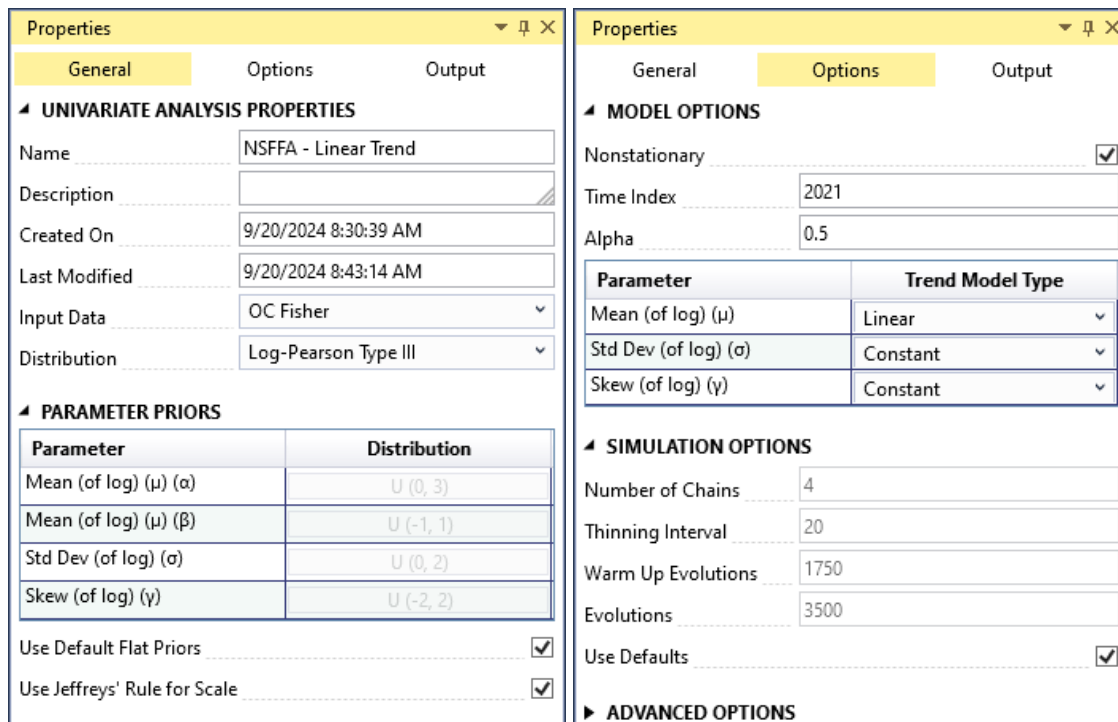 Properties
General Options Output
UNIVARIATE ANALYSIS PROPERTIES
Name NSFFA - Linear Trend
Description
Created On 9/20/2024 8:30:39 AM
Last Modified 9/20/2024 8:43:14 AM
Input Data OC Fisher
Distribution Log-Pearson Type III
PARAMETER PRIORS
Parameter Distribution
Mean (of log) (μ) (α) U (0, 3)
Mean (of log) (μ) (β) U (-1, 1)
Std Dev (of log) (σ) U (0, 2)
Skew (of log) (γ) U (-2, 2)
Use Default Flat Priors
Use Jeffreys' Rule for Scale
Properties
General Options Output
MODEL OPTIONS
Nonstationary
Time Index 2021
Alpha 0.5
Parameter Trend Model Type
Mean (of log) (μ) Linear
Std Dev (of log) (σ) Constant
Skew (of log) (γ) Constant
SIMULATION OPTIONS
Number of Chains 4
Thinning Interval 20
Warm Up Evolutions 1750
Evolutions 3500
Use Defaults
ADVANCED OPTIONS